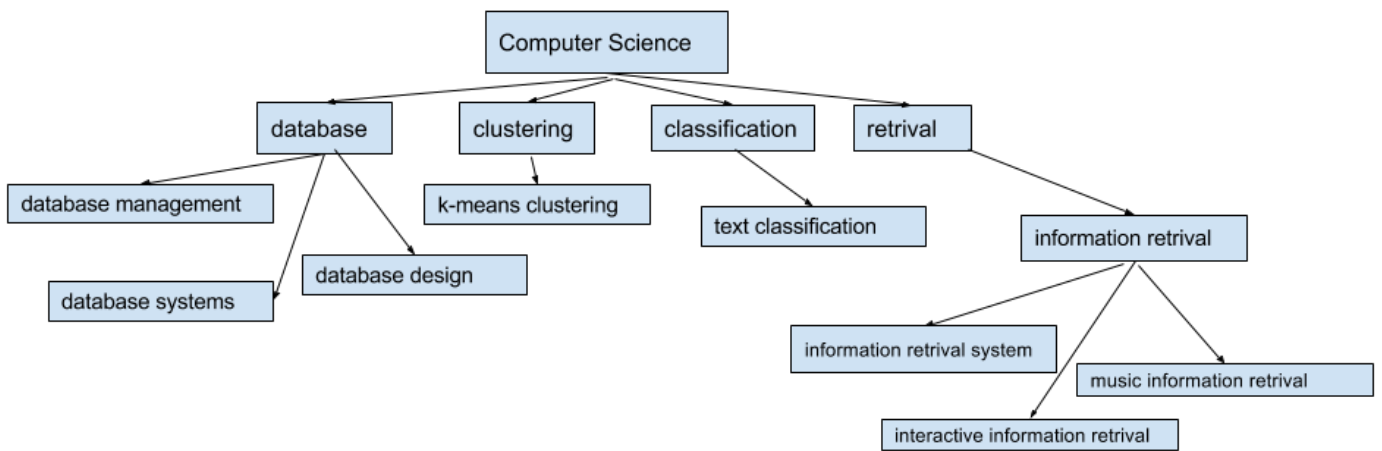 Computer Science
database
clustering
classification
retrival
database management
k-means clustering
text classification
information retrival
database design
database systems
information retrival system
music information retrival
interactive information retrival